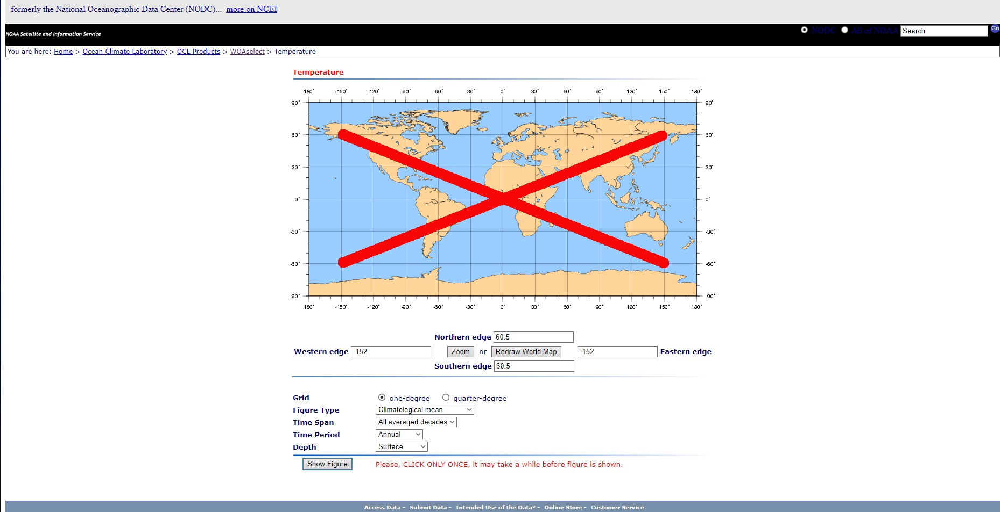 formerly the National Oceanographic Data Center (NODC)... more on NCEI
NOAA Satellite and Information Service
NODC All of NOAA Search Go
You are here: Home > Ocean Climate Laboratory > OCL Products > WOAselect > Temperature
Temperature
180° -150° -120° -90° -60° -30° 0° 30° 60° 90° 120° 150° 180°
90° 90°
60° 60°
30° 30°
0° 0°
-30° -30°
-60° -60°
-90° -90°
180° -150° -120° -90° -60° -30° 0° 30° 60° 90° 120° 150° 180°
Northern edge 60.5
Western edge -152 Zoom or Redraw World Map -152 Eastern edge
Southern edge 60.5
Grid one-degree quarter-degree
Figure Type Climatological mean
Time Span All averaged decades
Time Period Annual
Depth Surface
Show Figure Please, CLICK ONLY ONCE, it may take a while before figure is shown.
Access Data - Submit Data - Intended Use of the Data? - Online Store - Customer Service